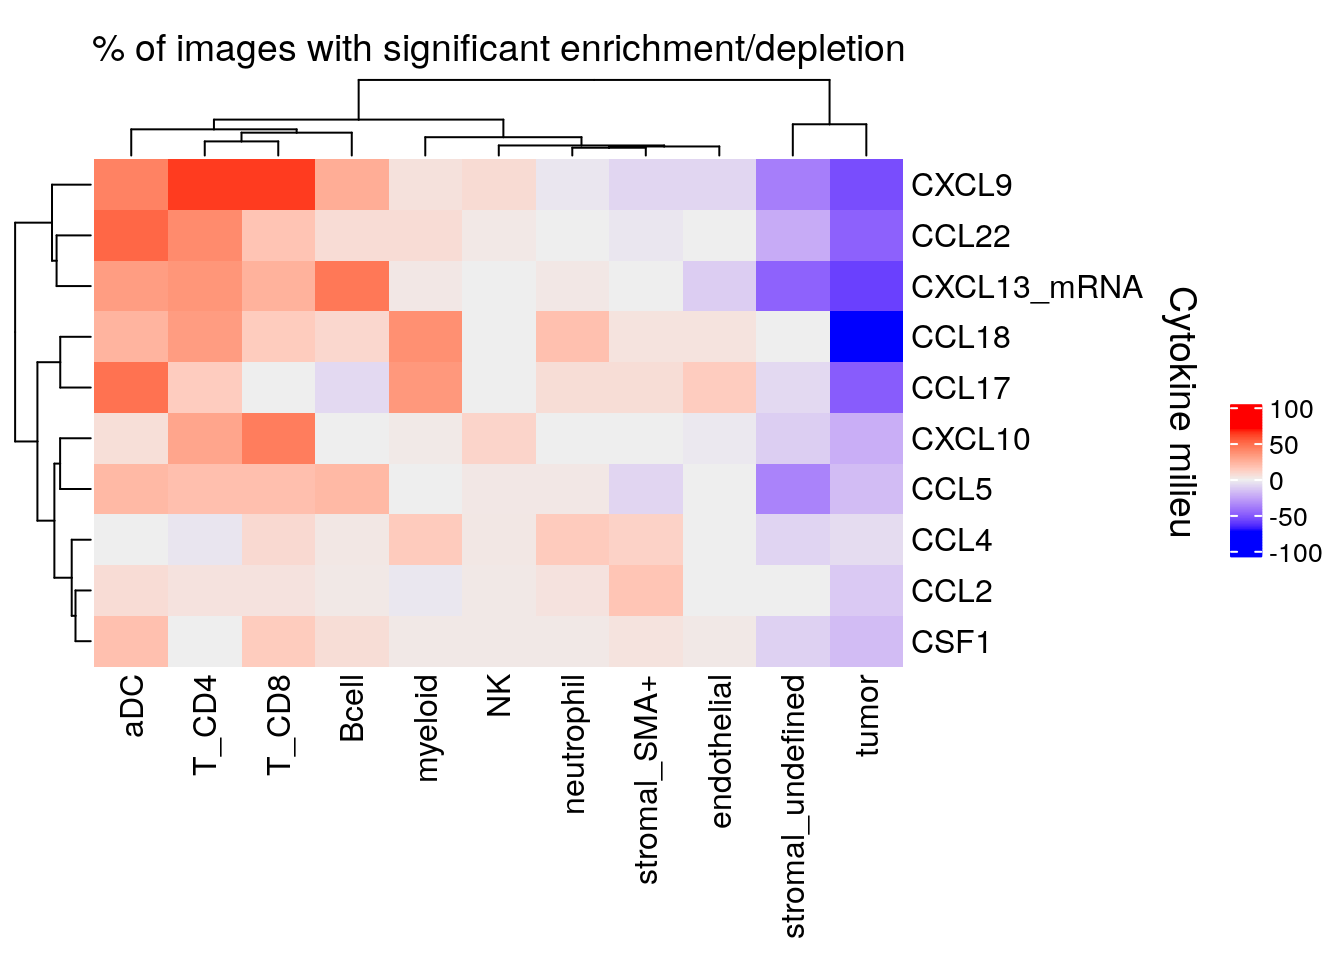 % of images with significant enrichment/depletion
CXCL9
CCL22
CXCL13_mRNA
CCL18
CCL17
CXCL10
CCL5
CCL4
CCL2
CSF1
Cytokine milieu
100
50
0
-50
-100
aDC
T_CD4
T_CD8
Bcell
myeloid
NK
neutrophil
stromal_SMA+
endothelial
stromal_undefined
tumor